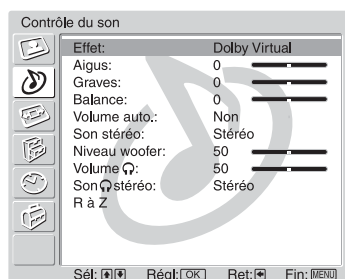 Contrôle du son
Effet: Dolby Virtual
Aigus: 0
Graves: 0
Balance: 0
Volume auto.: Non
Son stéréo: Stéréo
Niveau woofer: 50
Volume 🎧: 50
Son 🎧 stéréo: Stéréo
R à Z
Sél: Régl: OK Ret: Fin: MENU